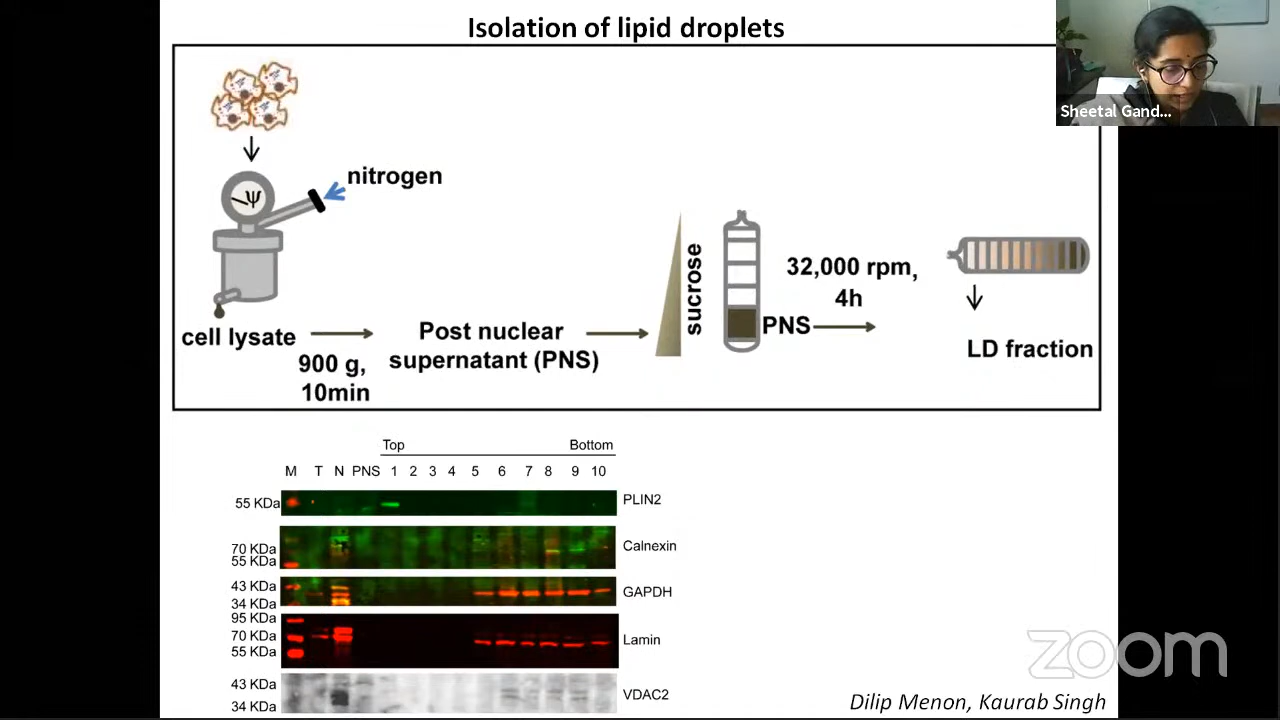 Isolation of lipid droplets
Sheetal Gand...
nitrogen
ψ
cell lysate
900 g,
10min
Post nuclear
supernatant (PNS)
sucrose
PNS
32,000 rpm,
4h
LD fraction
Top Bottom
M T N PNS 1 2 3 4 5 6 7 8 9 10
55 KDa PLIN2
70 KDa Calnexin
55 KDa
43 KDa GAPDH
34 KDa
95 KDa
70 KDa Lamin
55 KDa
43 KDa VDAC2
34 KDa
zoom
Dilip Menon, Kaurab Singh